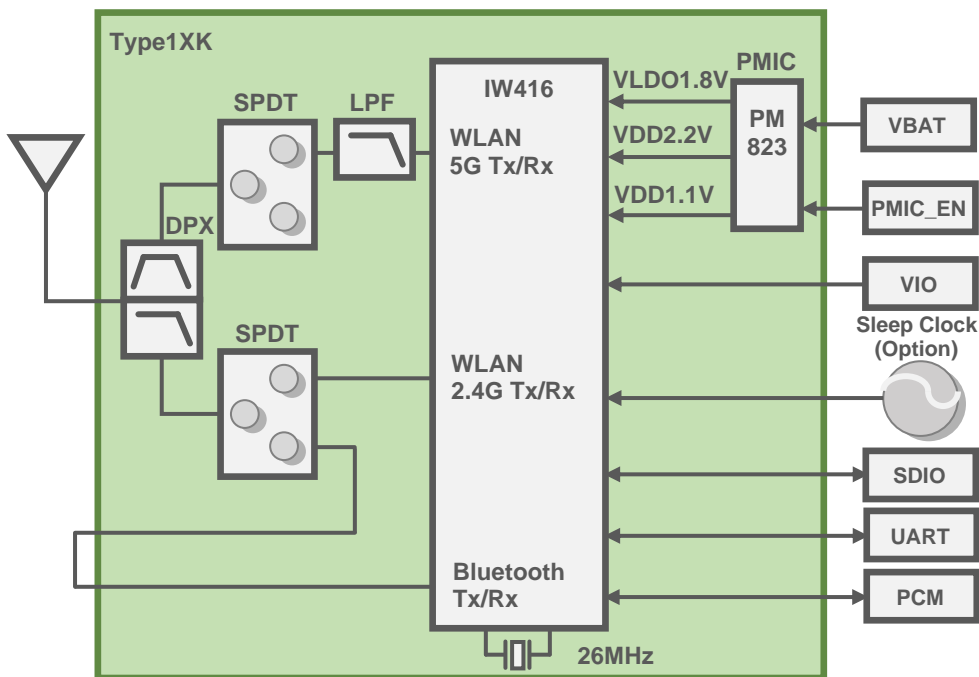 Type1XK
PMIC
SPDT
LPF
IW416
VLDO1.8V
PM
823
VBAT
WLAN
5G Tx/Rx
VDD2.2V
VDD1.1V
PMIC_EN
DPX
VIO
Sleep Clock
(Option)
SPDT
WLAN
2.4G Tx/Rx
SDIO
UART
Bluetooth
Tx/Rx
PCM
26MHz